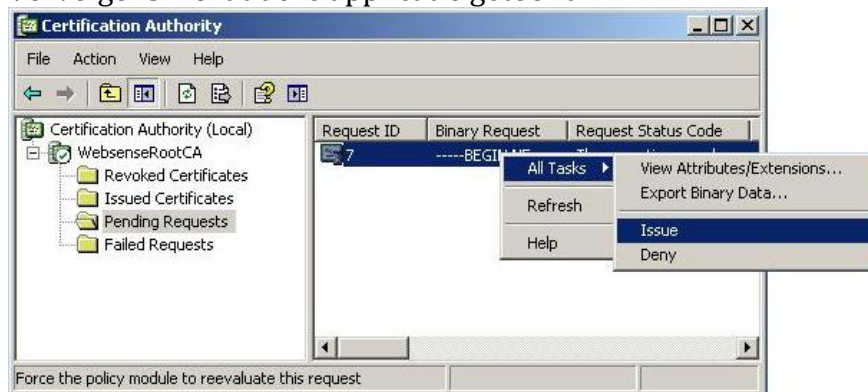 Certification Authority
File Action View Help
Certification Authority (Local)
WebsenseRootCA
Revoked Certificates
Issued Certificates
Pending Requests
Failed Requests
Request ID Binary Request Request Status Code
7 -----BEGIN NE
All Tasks
Refresh
Help
View Attributes/Extensions...
Export Binary Data...
Issue
Deny
Force the policy module to reevaluate this request